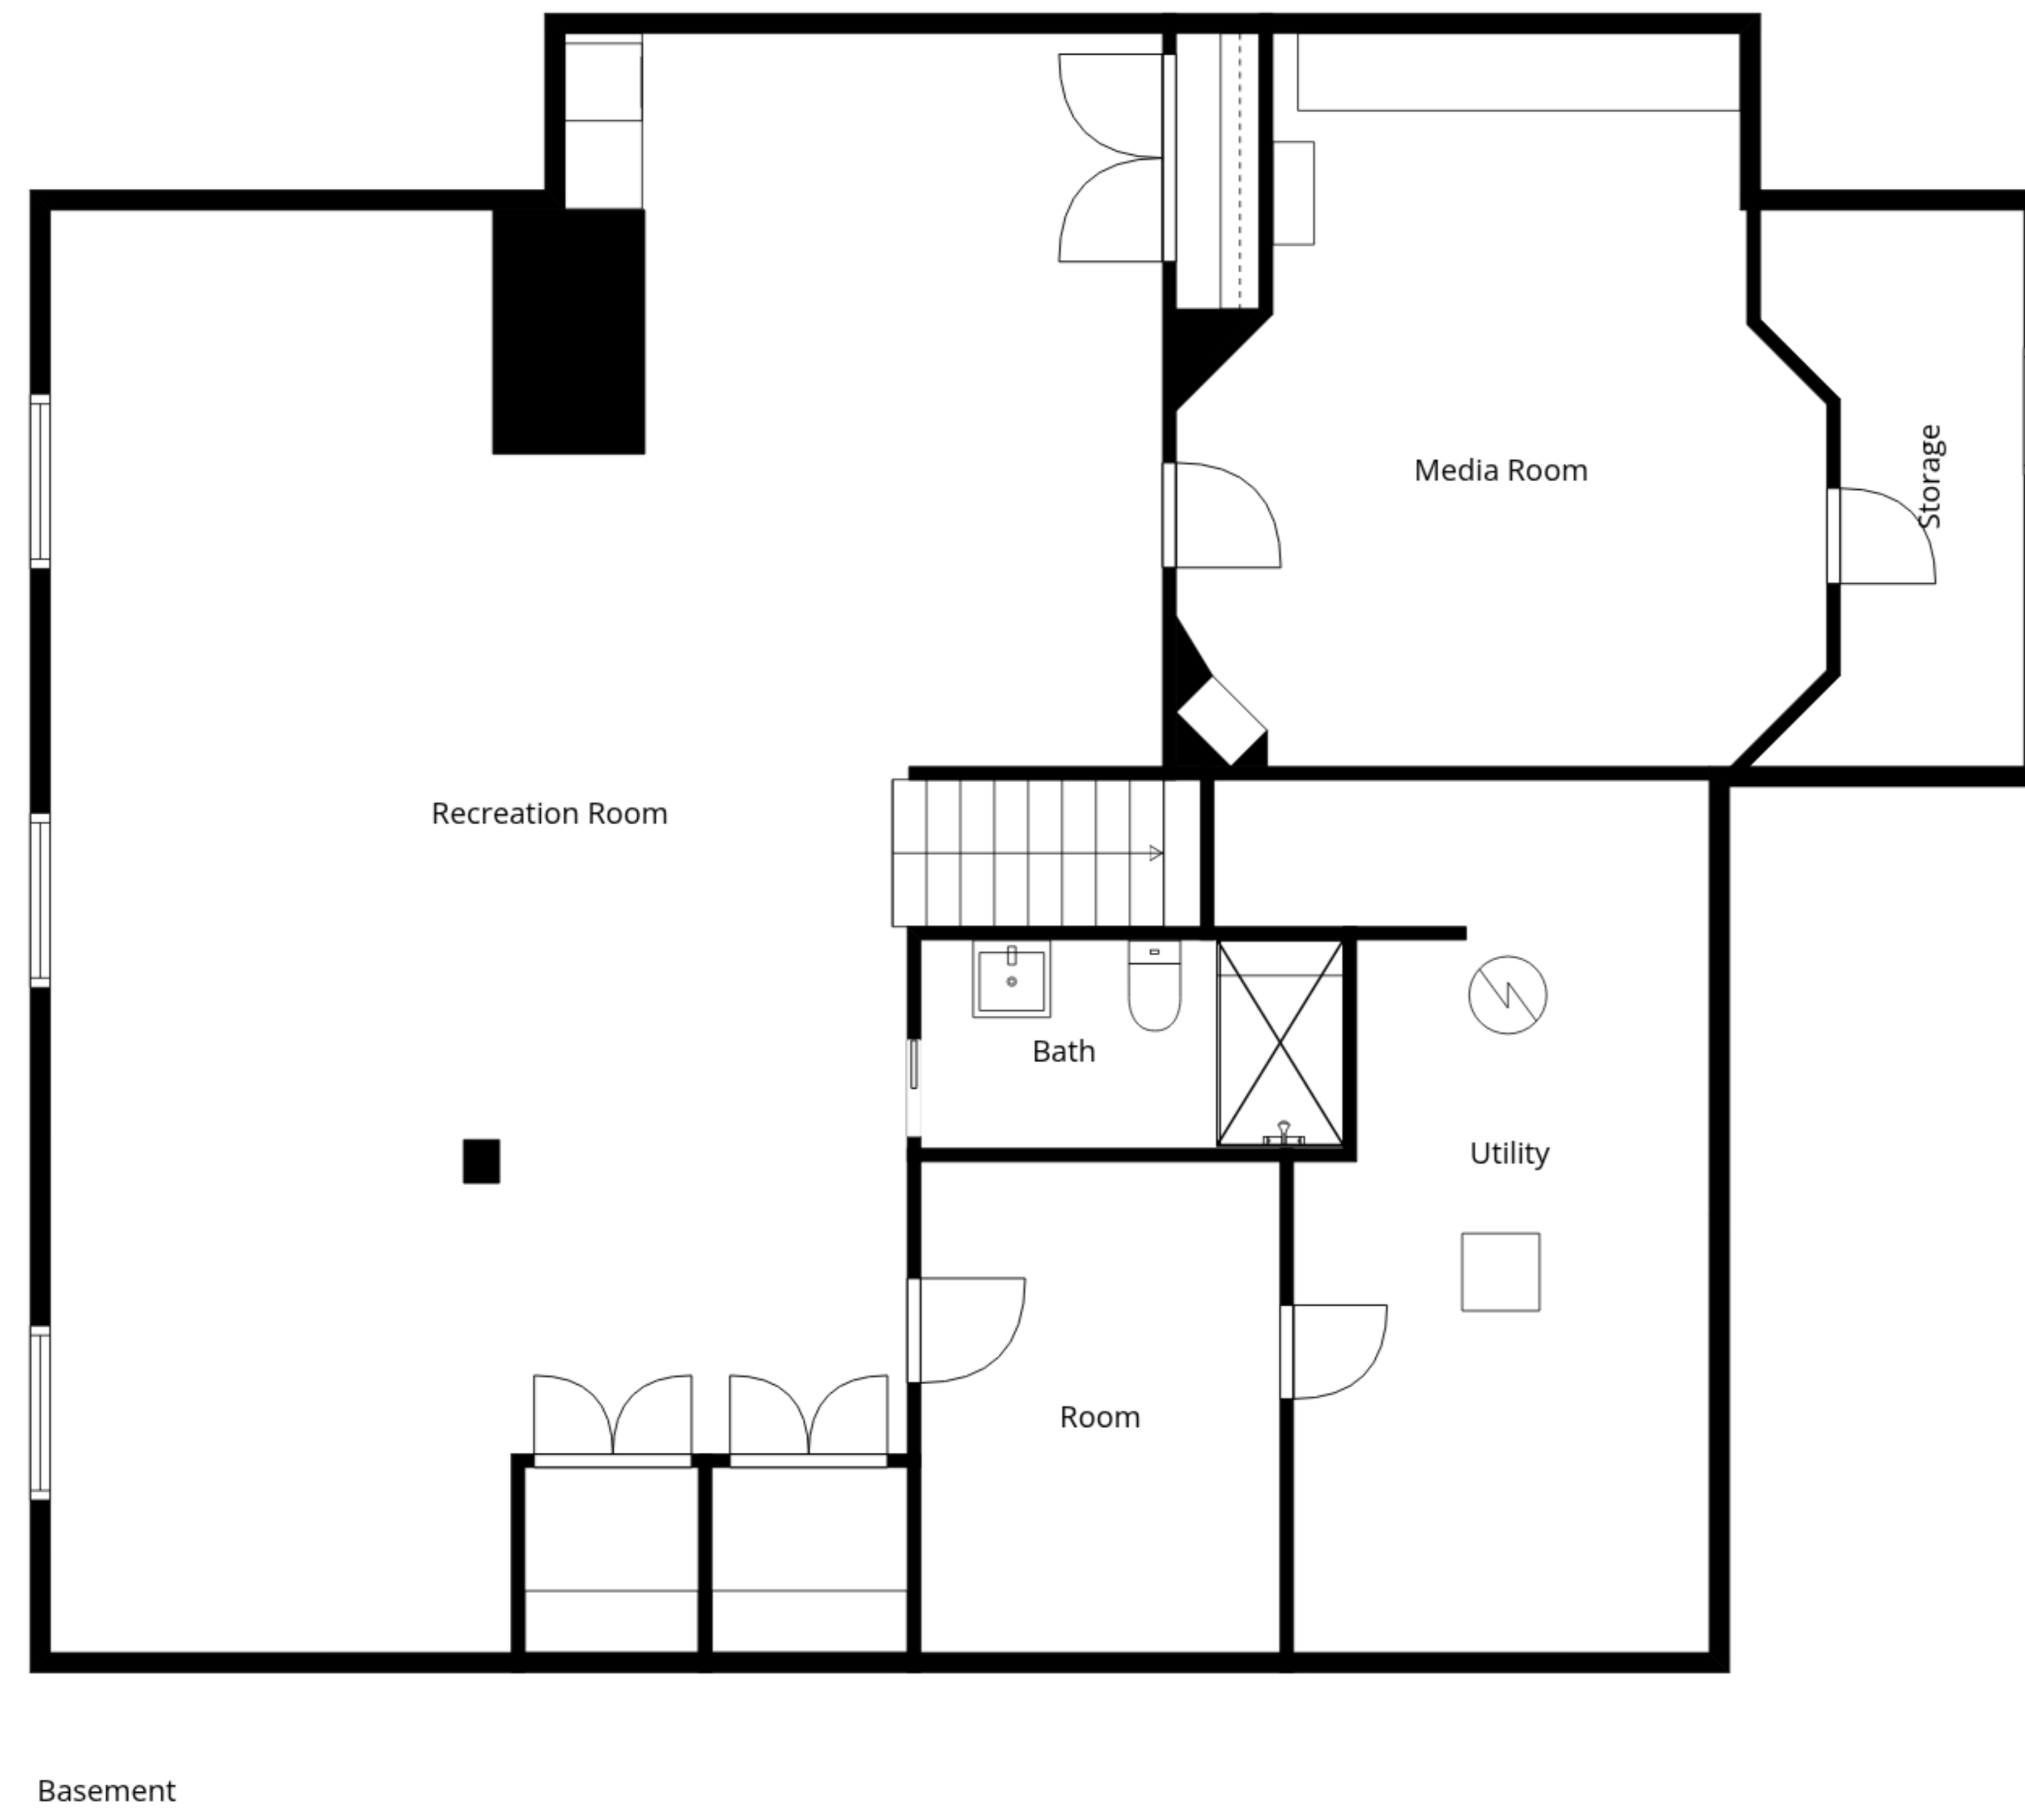 Media Room
Storage
Recreation Room
Bath
Utility
Room
Basement